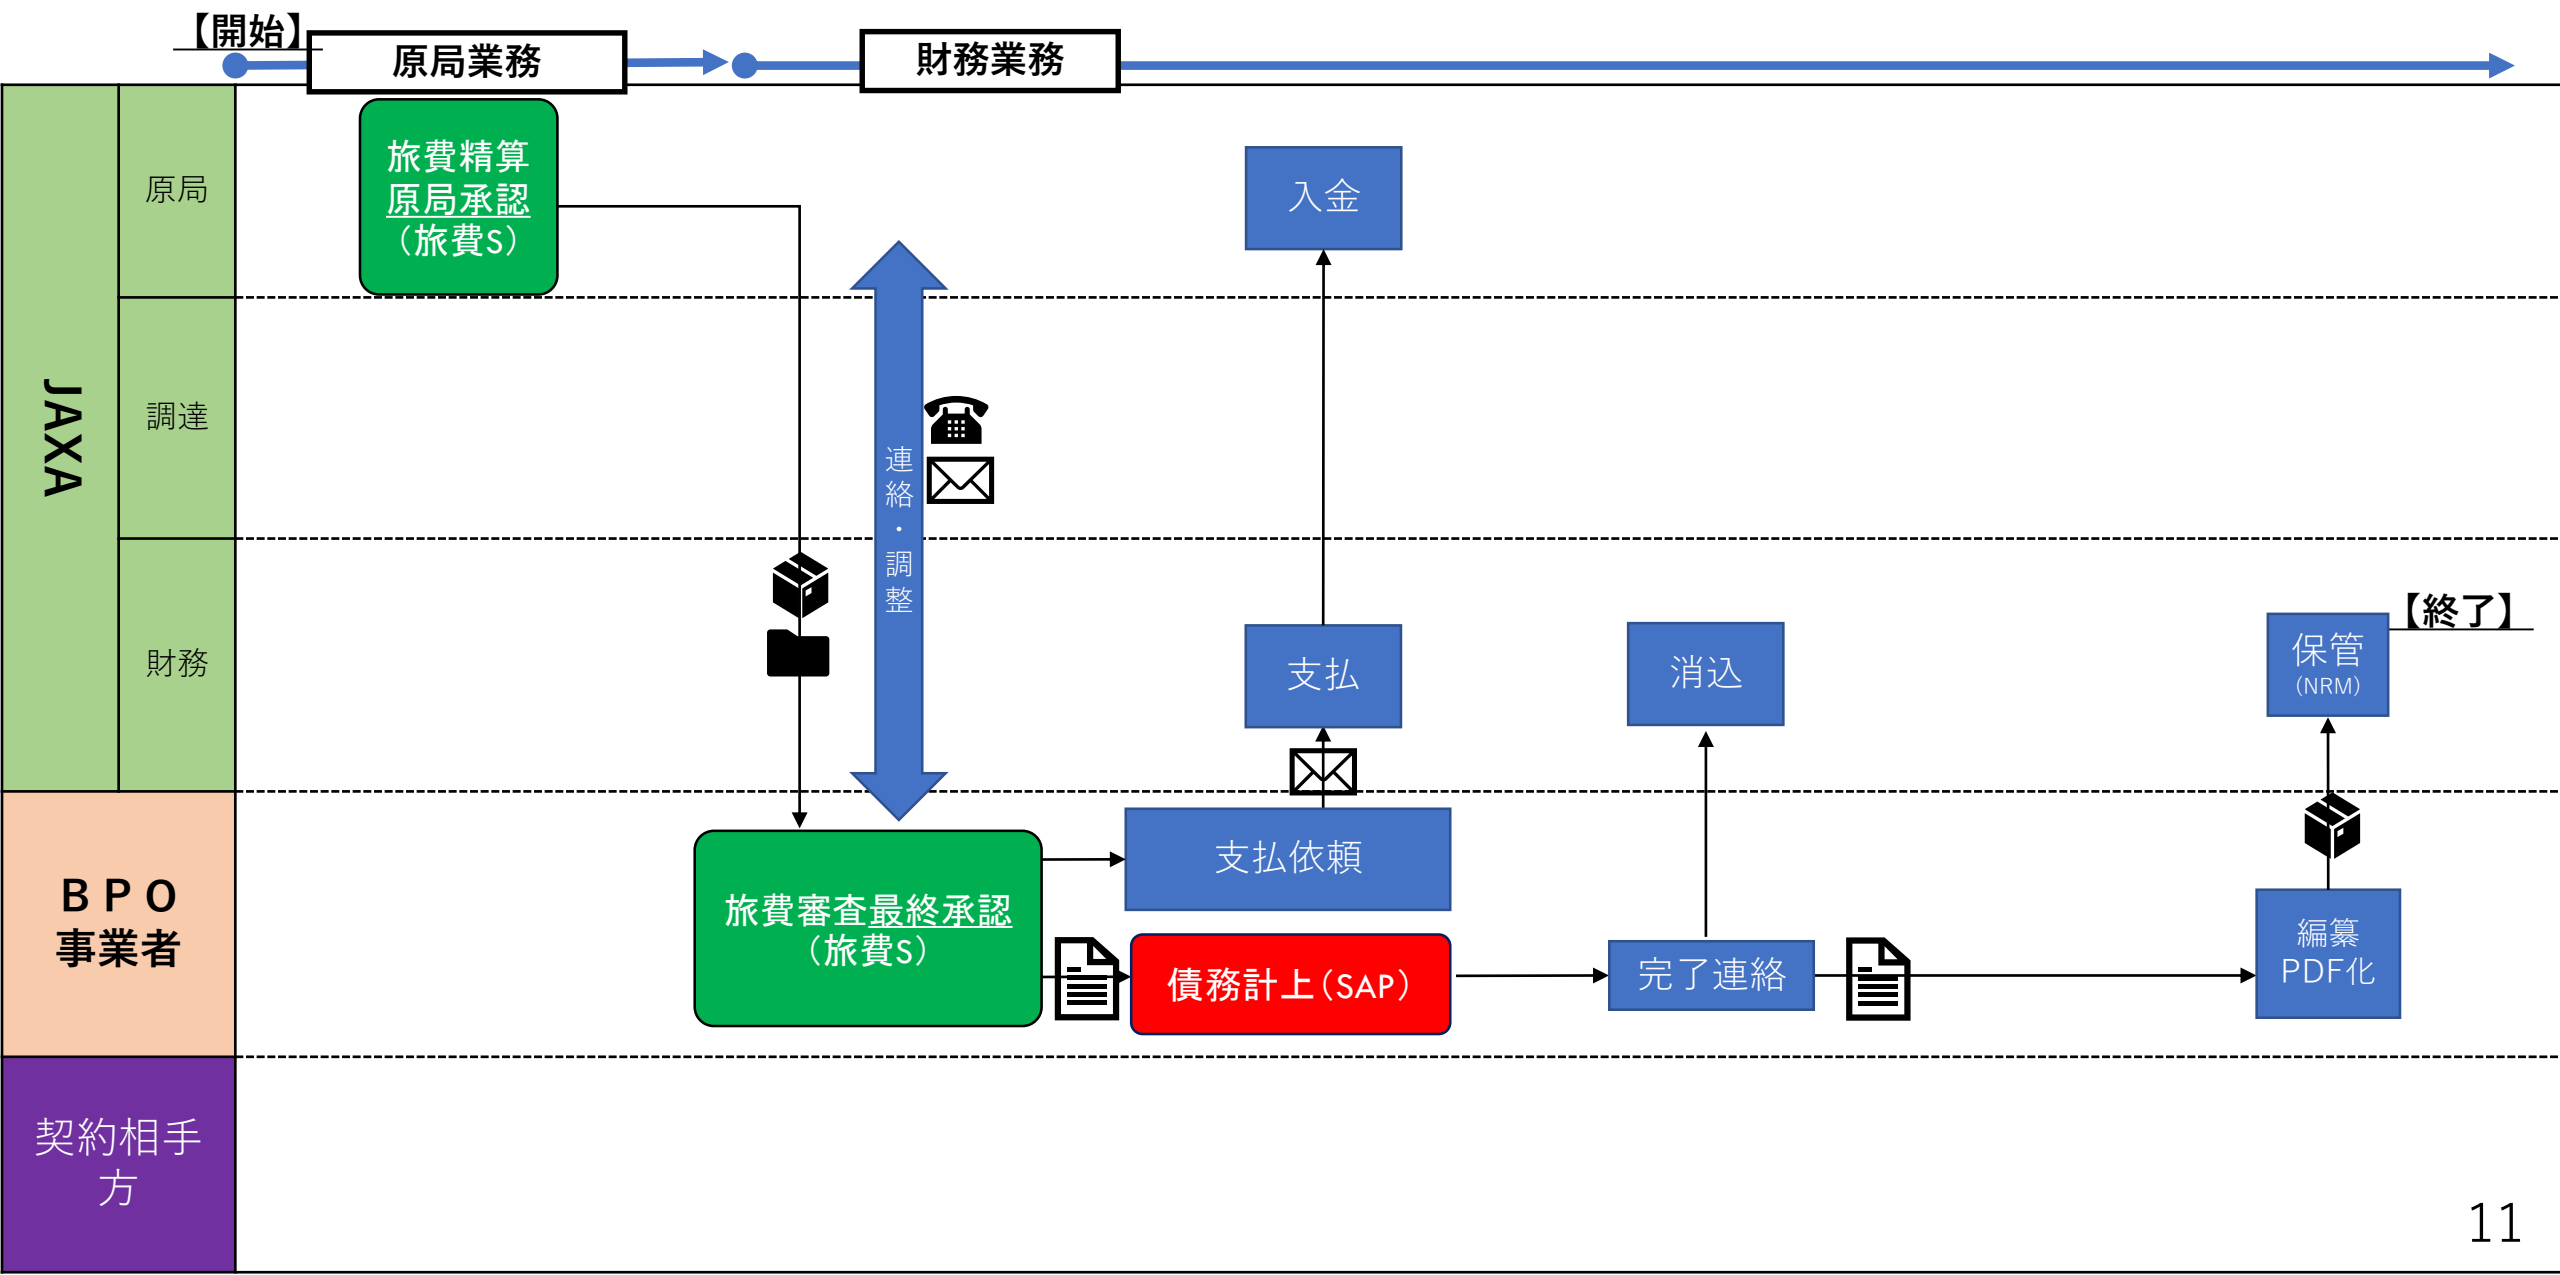 【開始】
原局業務
財務業務
JAXA
原局
調達
財務
BPO
事業者
契約相手
方
旅費精算
原局承認
（旅費S）
連絡・調整
入金
支払
消込
【終了】
保管
(NRM)
旅費審査最終承認
（旅費S）
支払依頼
債務計上(SAP)
完了連絡
編纂
PDF化
11